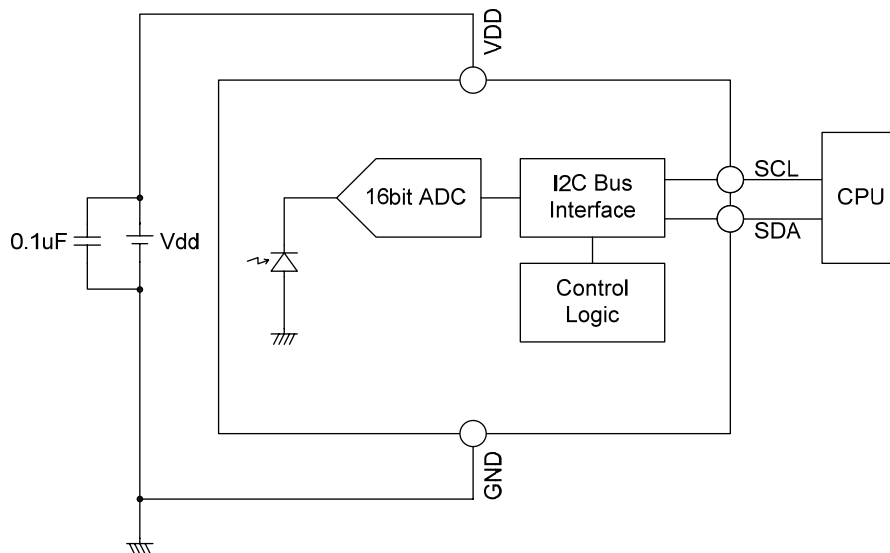 VDD
16bit ADC
I2C Bus
Interface
SCL
SDA
CPU
0.1uF
Vdd
Control
Logic
GND